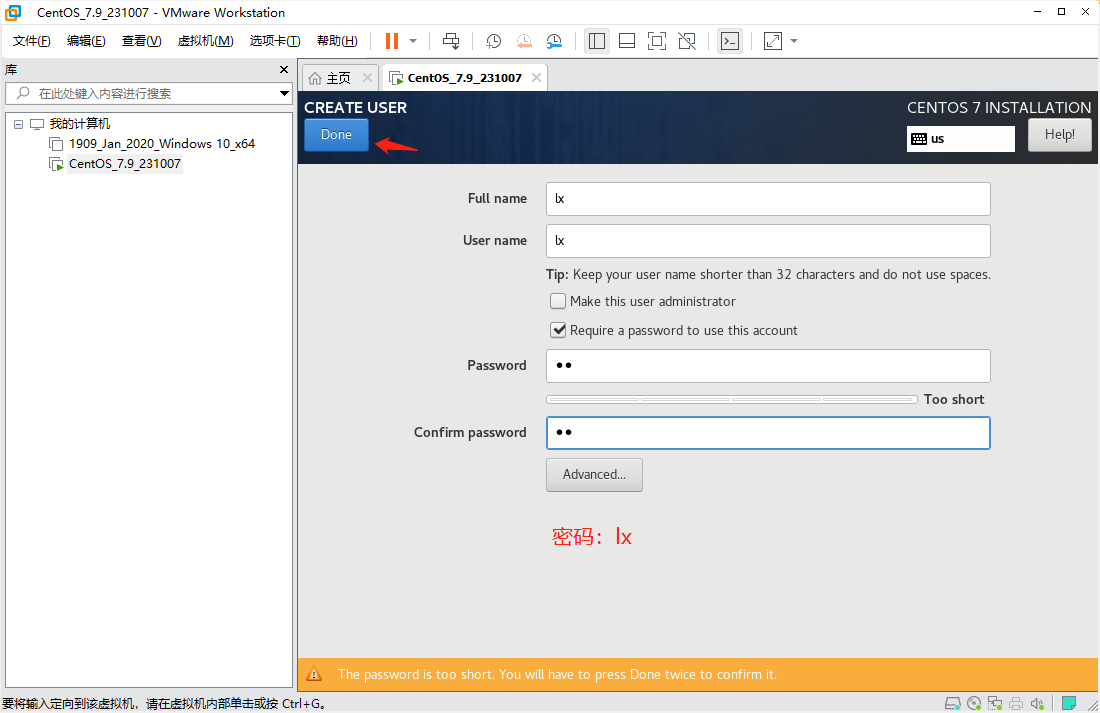 CentOS_7.9_231007 - VMware Workstation
文件(F) 编辑(E) 查看(V) 虚拟机(M) 选项卡(T) 帮助(H)
库
在此处键入内容进行搜索
我的计算机
1909_Jan_2020_Windows 10_x64
CentOS_7.9_231007
主页 CentOS_7.9_231007
CREATE USER
CENTOS 7 INSTALLATION
Done
us
Help!
Full name lx
User name lx
Tip: Keep your user name shorter than 32 characters and do not use spaces.
Make this user administrator
Require a password to use this account
Password ●●
Too short
Confirm password ●●
Advanced...
密码：lx
The password is too short. You will have to press Done twice to confirm it.
要将输入定向到该虚拟机，请在虚拟机内部单击或按 Ctrl+G。